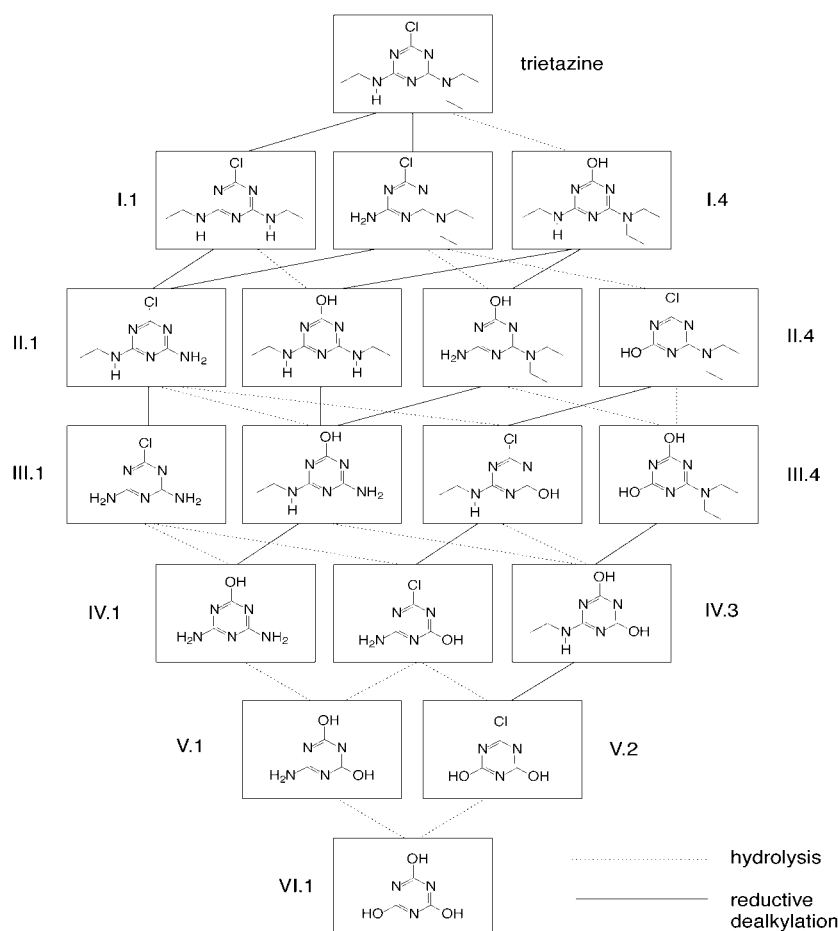 Cl
N N
N N N
H
trietazine
Cl
N N
N N N
H H
I.1
Cl
N N
H₂N N N
OH
N N
N N N
H
I.4
Cl
N N
N N NH₂
H
II.1
OH
N N
N N N
H H
OH
N N
H₂N N N
Cl
N N
HO N N
II.4
Cl
N N
H₂N N NH₂
III.1
OH
N N
N N NH₂
H
Cl
N N
N N OH
H
OH
N N
HO N N
III.4
OH
N N
H₂N N NH₂
IV.1
Cl
N N
H₂N N OH
OH
N N
N N OH
H
IV.3
OH
N N
H₂N N OH
V.1
Cl
N N
HO N OH
V.2
OH
N N
HO N OH
VI.1
hydrolysis
reductive
dealkylation